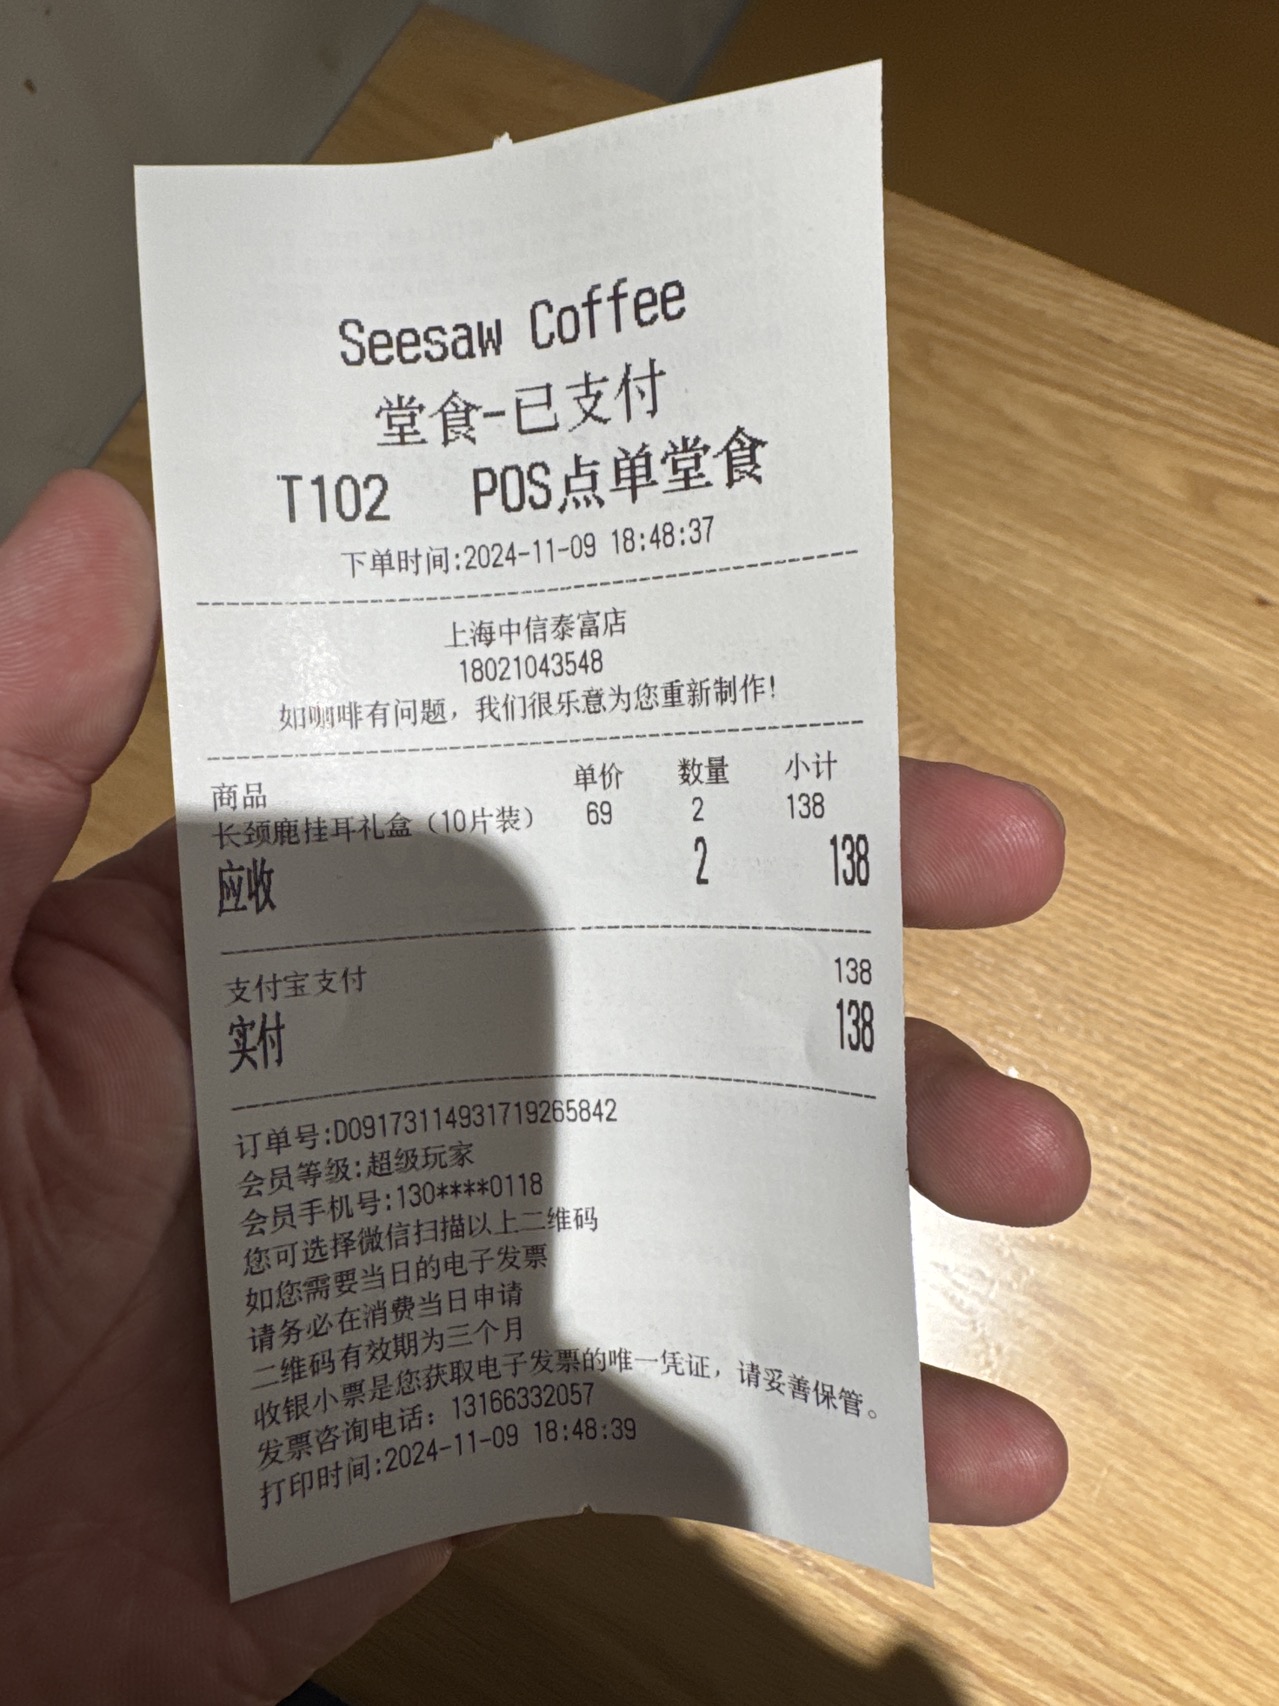 Seesaw Coffee
堂食-已支付
T102 POS点单堂食
下单时间:2024-11-09 18:48:37
上海中信泰富店
18021043548
如咖啡有问题，我们很乐意为您重新制作！
商品 单价 数量 小计
长颈鹿挂耳礼盒（10片装） 69 2 138
应收 2 138
支付宝支付 138
实付 138
订单号:D09173114931719265842
会员等级:超级玩家
会员手机号:130****0118
您可选择微信扫描以上二维码
如您需要当日的电子发票
请务必在消费当日申请
二维码有效期为三个月
收银小票是您获取电子发票的唯一凭证，请妥善保管。
发票咨询电话：13166332057
打印时间:2024-11-09 18:48:39